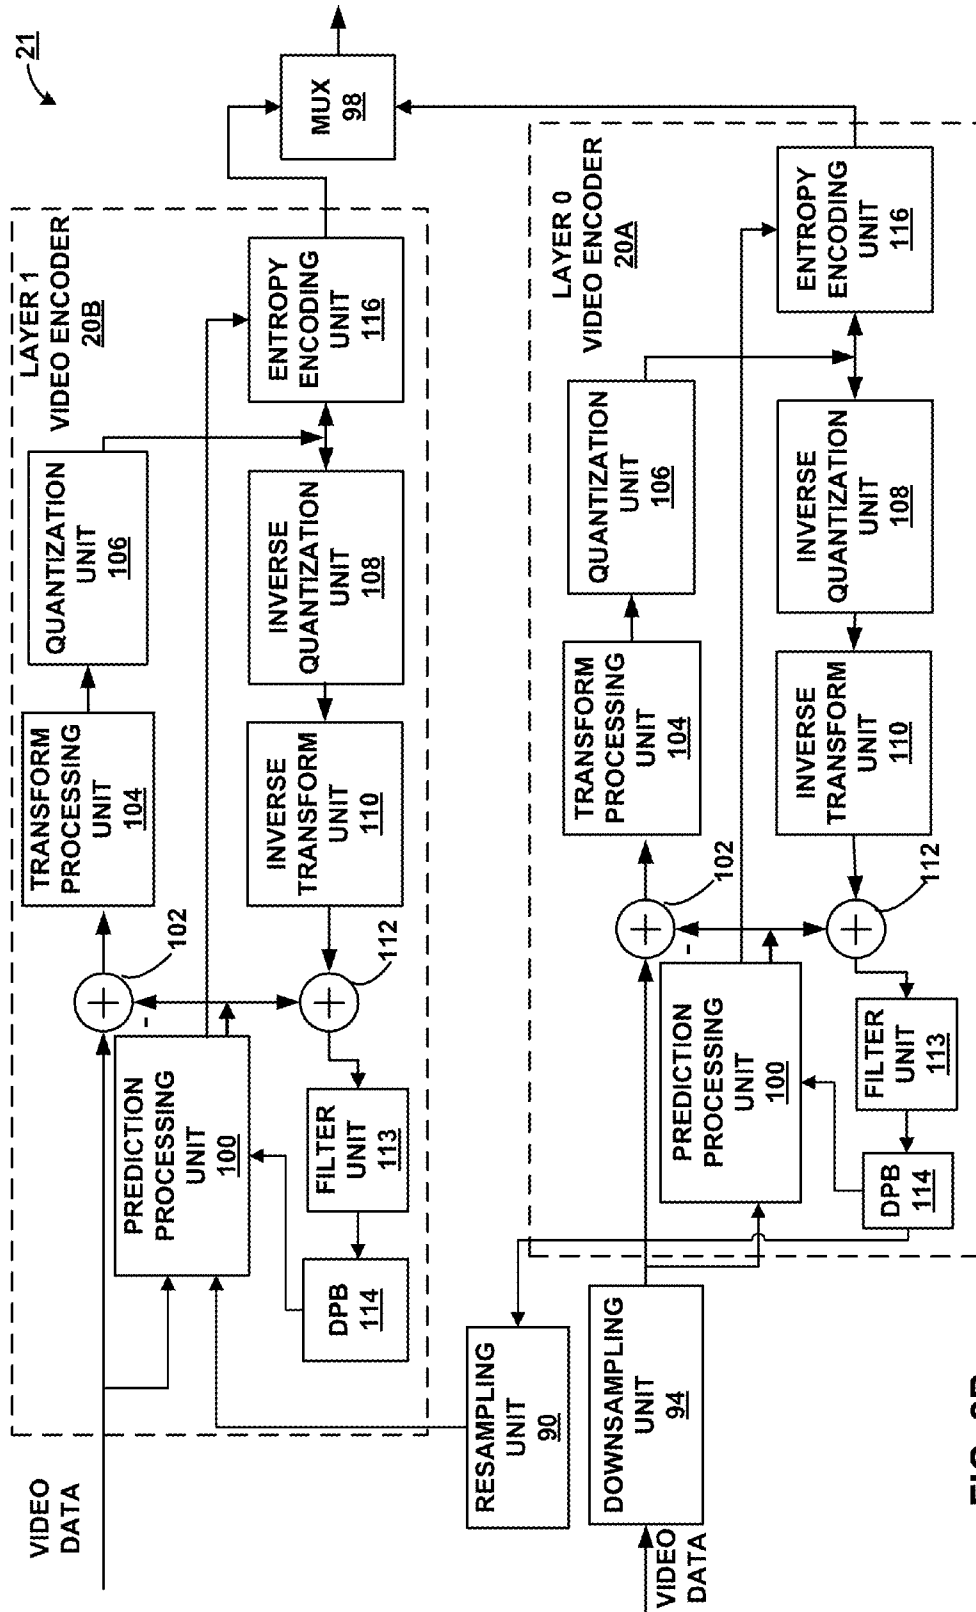 21
LAYER 1
VIDEO ENCODER
20B
VIDEO
DATA
102
TRANSFORM
PROCESSING
UNIT
104
QUANTIZATION
UNIT
106
PREDICTION
PROCESSING
UNIT
100
-
112
FILTER
UNIT
113
DPB
114
INVERSE
TRANSFORM
UNIT
110
INVERSE
QUANTIZATION
UNIT
108
ENTROPY
ENCODING
UNIT
116
MUX
98
RESAMPLING
UNIT
90
DOWNSAMPLING
UNIT
94
VIDEO
DATA
LAYER 0
VIDEO ENCODER
20A
102
TRANSFORM
PROCESSING
UNIT
104
QUANTIZATION
UNIT
106
PREDICTION
PROCESSING
UNIT
100
-
112
FILTER
UNIT
113
DPB
114
INVERSE
TRANSFORM
UNIT
110
INVERSE
QUANTIZATION
UNIT
108
ENTROPY
ENCODING
UNIT
116